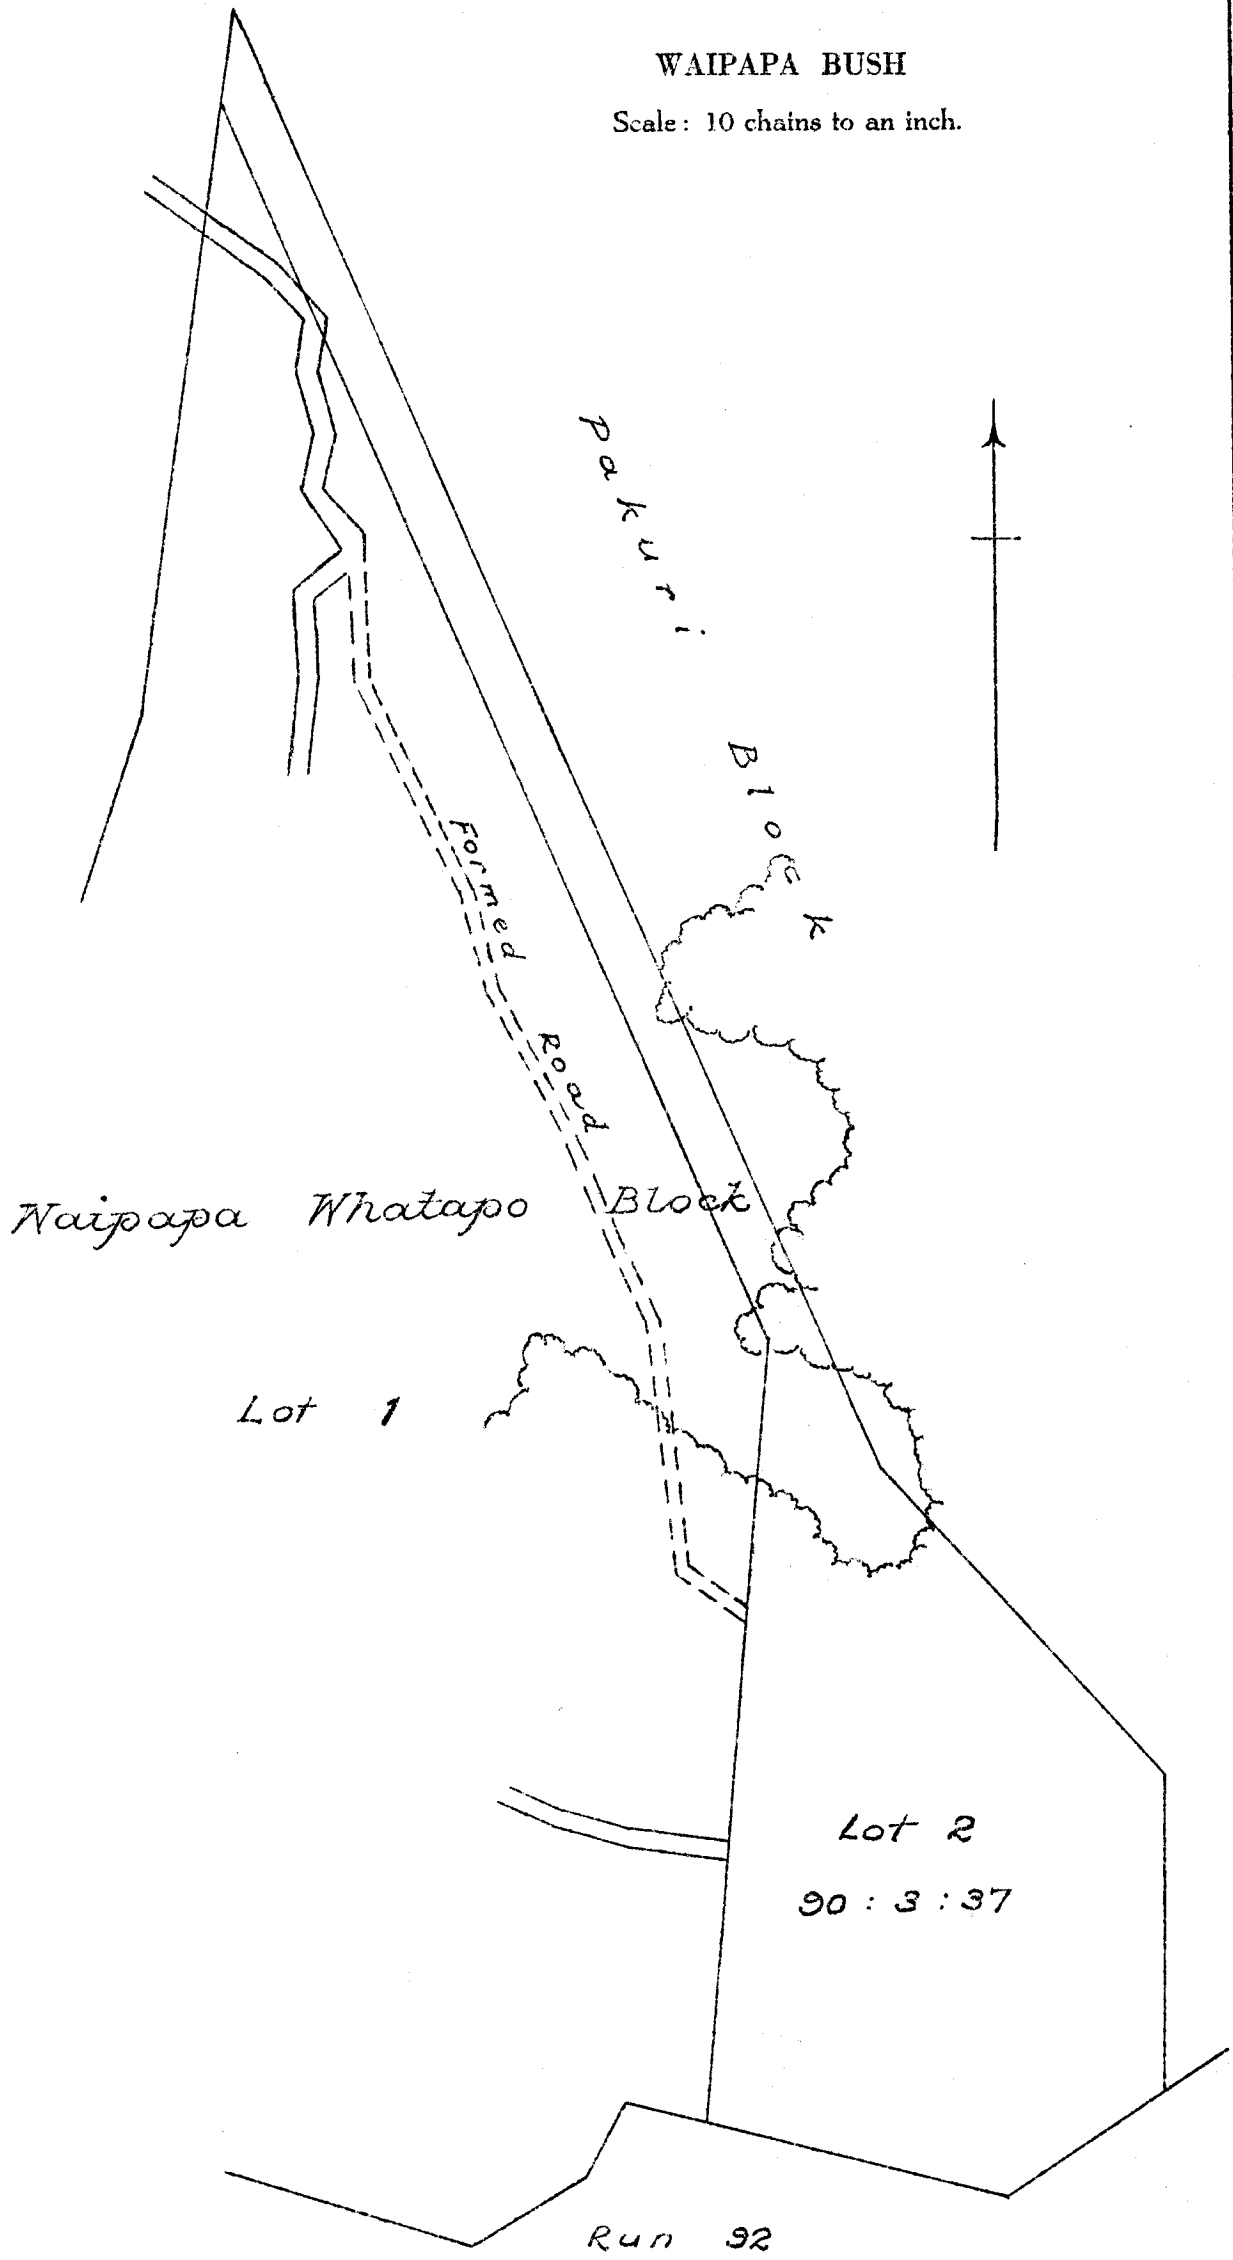 WAIPAPA BUSH
Scale: 10 chains to an inch.
Pakuri Block
Formed Road
Waipapa Whatapo Block
Lot 1
Lot 2
90 : 3 : 37
Run 92